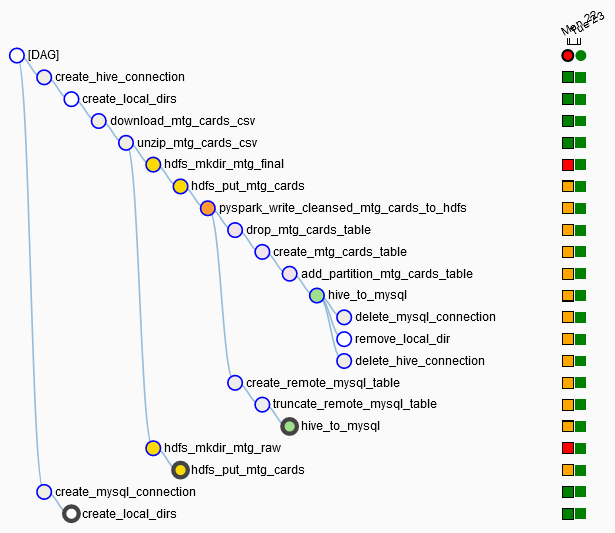 Mon 22
Tue 23
[DAG]
create_hive_connection
create_local_dirs
download_mtg_cards_csv
unzip_mtg_cards_csv
hdfs_mkdir_mtg_final
hdfs_put_mtg_cards
pyspark_write_cleansed_mtg_cards_to_hdfs
drop_mtg_cards_table
create_mtg_cards_table
add_partition_mtg_cards_table
hive_to_mysql
delete_mysql_connection
remove_local_dir
delete_hive_connection
create_remote_mysql_table
truncate_remote_mysql_table
hive_to_mysql
hdfs_mkdir_mtg_raw
hdfs_put_mtg_cards
create_mysql_connection
create_local_dirs